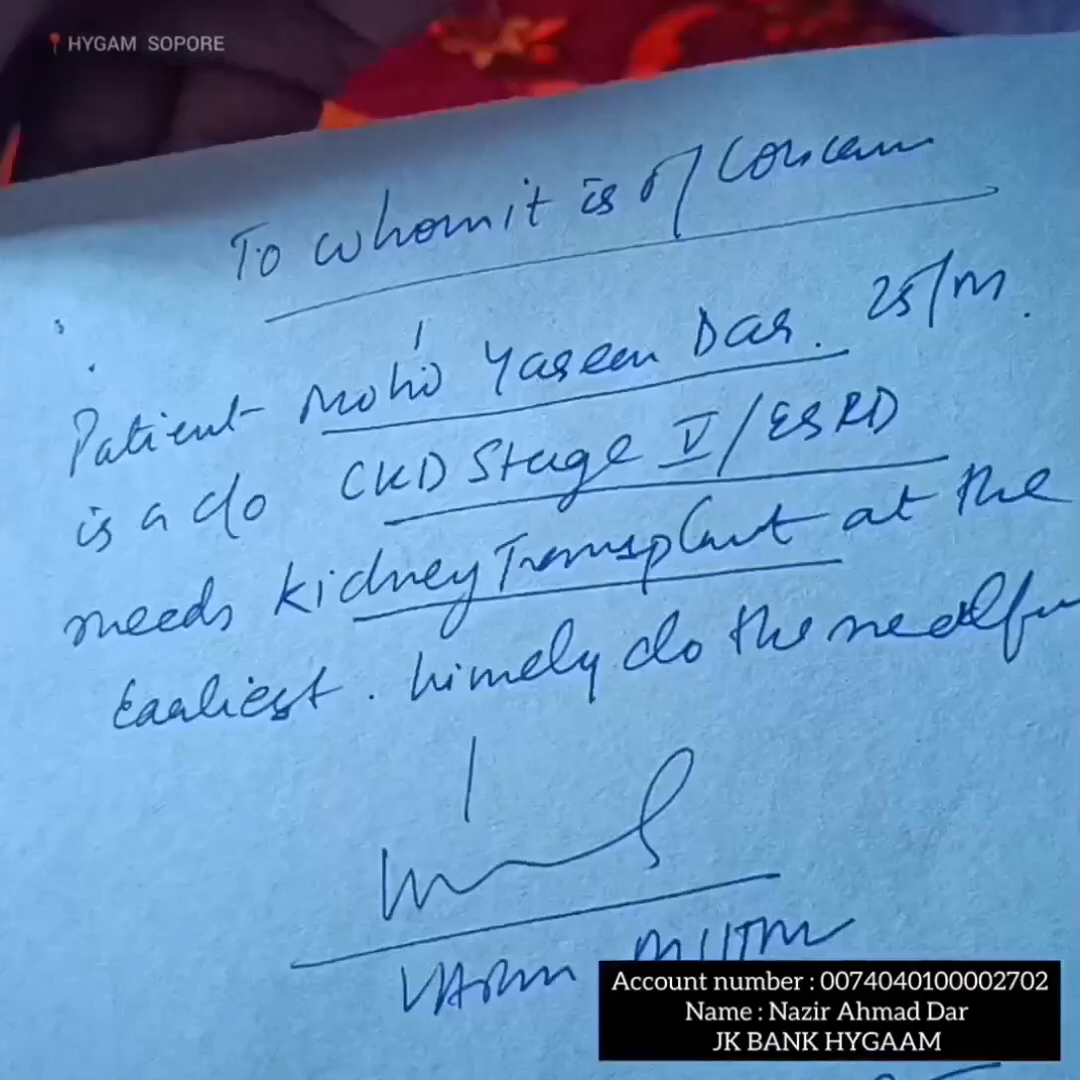 HYGAM SOPORE
To whom it is of Concern
Patient Mohd Yaseen Dar. 25/M.
is a c/o CKD Stage V/ESRD
needs kidney Transplant at the
Earliest. kindly do the needfu
Account number : 0074040100002702
Name : Nazir Ahmad Dar
JK BANK HYGAAM